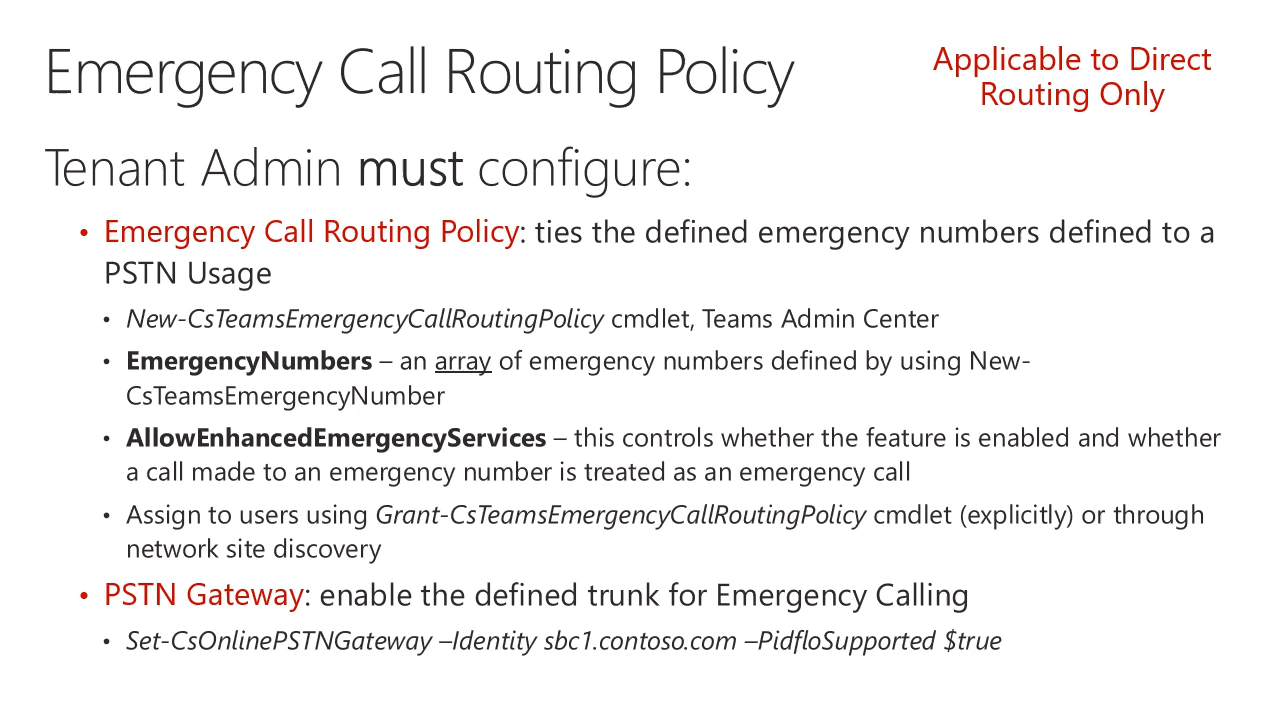 Emergency Call Routing Policy
Applicable to Direct
Routing Only
Tenant Admin must configure:
• Emergency Call Routing Policy: ties the defined emergency numbers defined to a
PSTN Usage
• New-CsTeamsEmergencyCallRoutingPolicy cmdlet, Teams Admin Center
• EmergencyNumbers – an array of emergency numbers defined by using New-
CsTeamsEmergencyNumber
• AllowEnhancedEmergencyServices – this controls whether the feature is enabled and whether
a call made to an emergency number is treated as an emergency call
• Assign to users using Grant-CsTeamsEmergencyCallRoutingPolicy cmdlet (explicitly) or through
network site discovery
• PSTN Gateway: enable the defined trunk for Emergency Calling
• Set-CsOnlinePSTNGateway –Identity sbc1.contoso.com –PidfloSupported $true